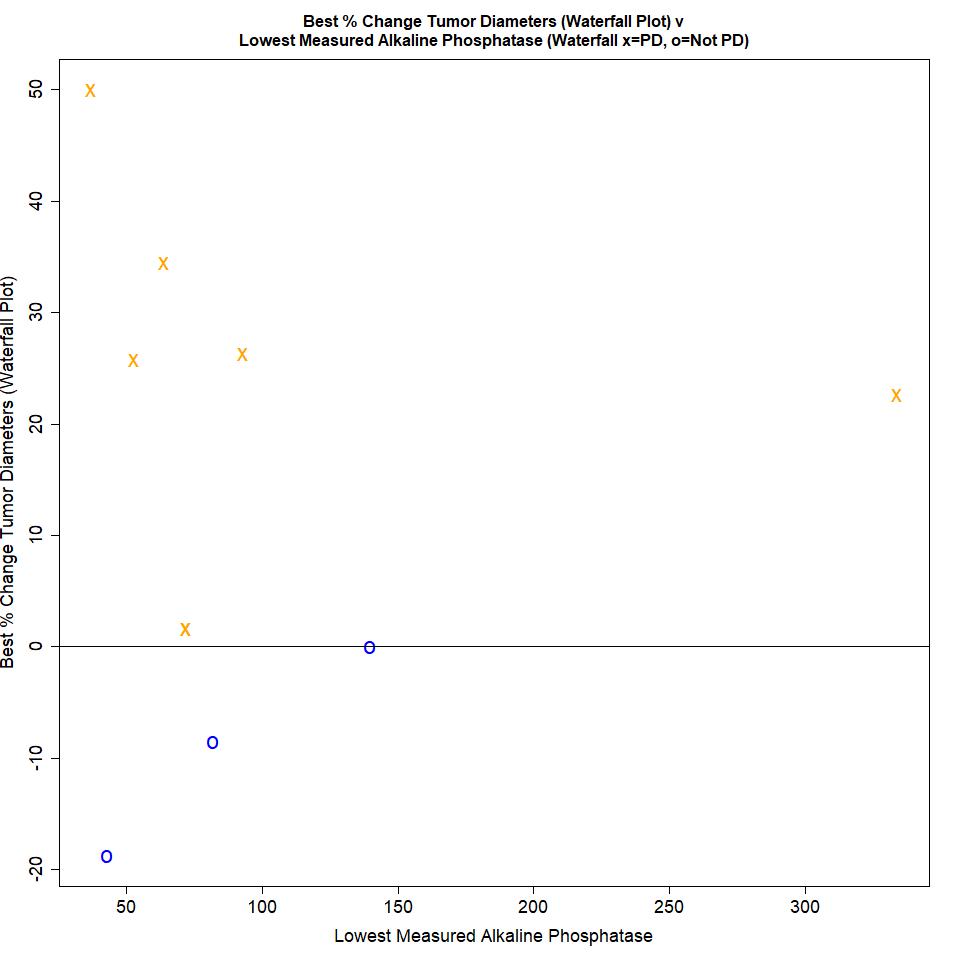 Best % Change Tumor Diameters (Waterfall Plot) v
Lowest Measured Alkaline Phosphatase (Waterfall x=PD, o=Not PD)
Best % Change Tumor Diameters (Waterfall Plot)
50
40
30
20
10
0
-10
-20
X
X
X
X
X
X
O
O
O
50 100 150 200 250 300
Lowest Measured Alkaline Phosphatase